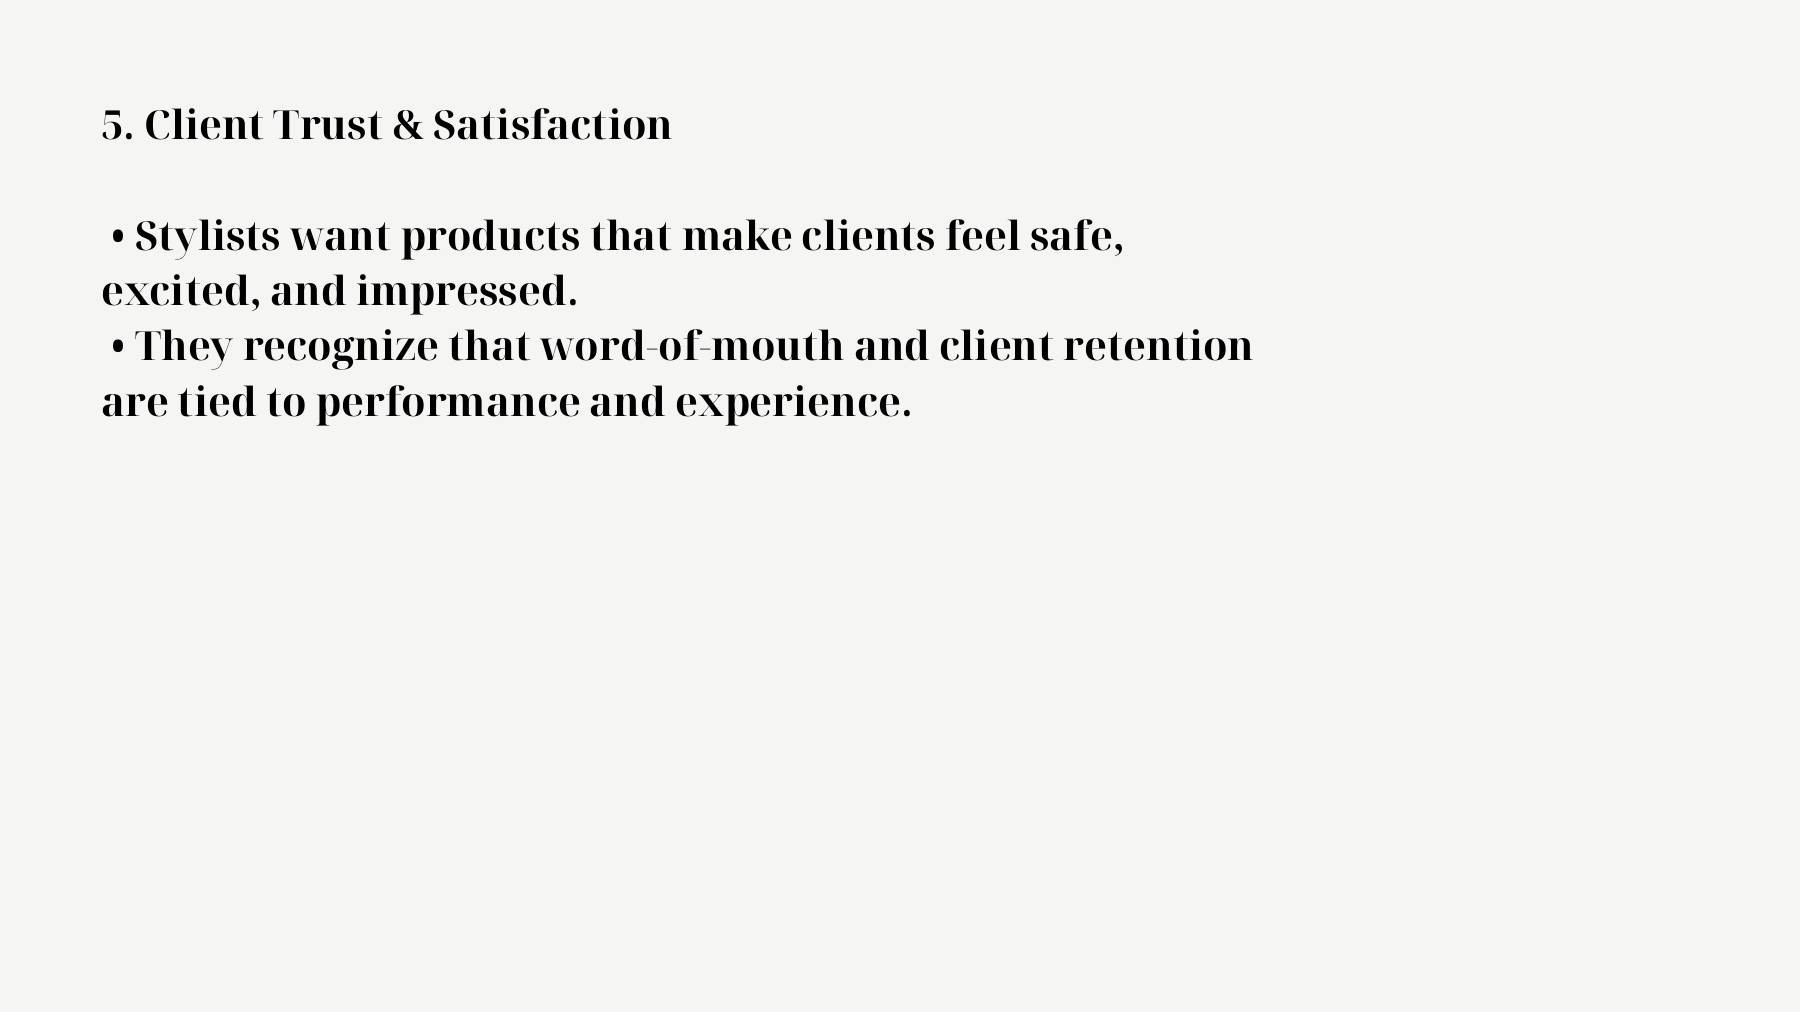 5. Client Trust & Satisfaction
• Stylists want products that make clients feel safe,
excited, and impressed.
• They recognize that word-of-mouth and client retention
are tied to performance and experience.